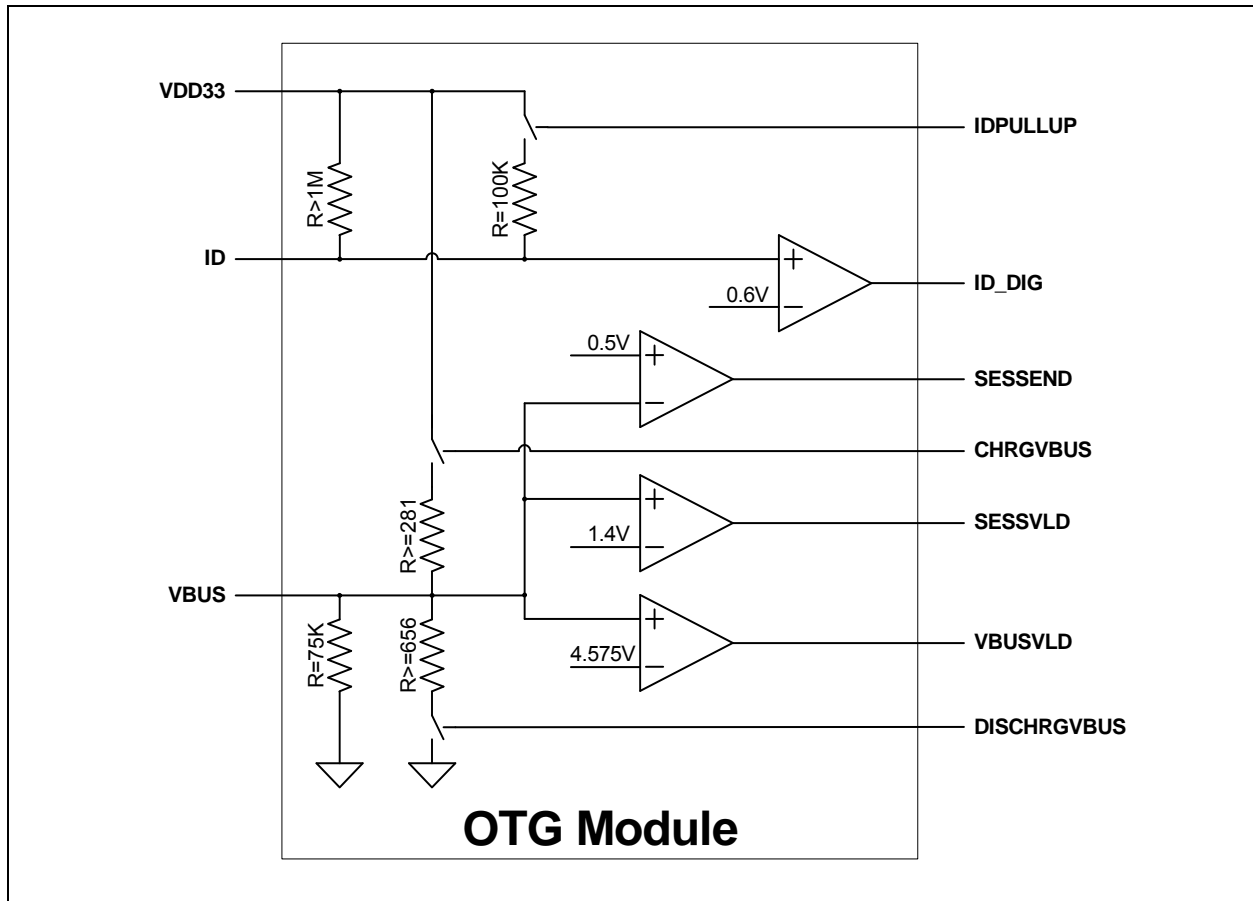 VDD33
IDPULLUP
R>1M
R=100K
ID
+
ID_DIG
0.6V
−
0.5V
+
SESSEND
−
CHRGVBUS
R>=281
+
SESSVLD
1.4V
−
VBUS
+
R=75K
R>=656
VBUSVLD
4.575V
−
DISCHRGVBUS
OTG Module